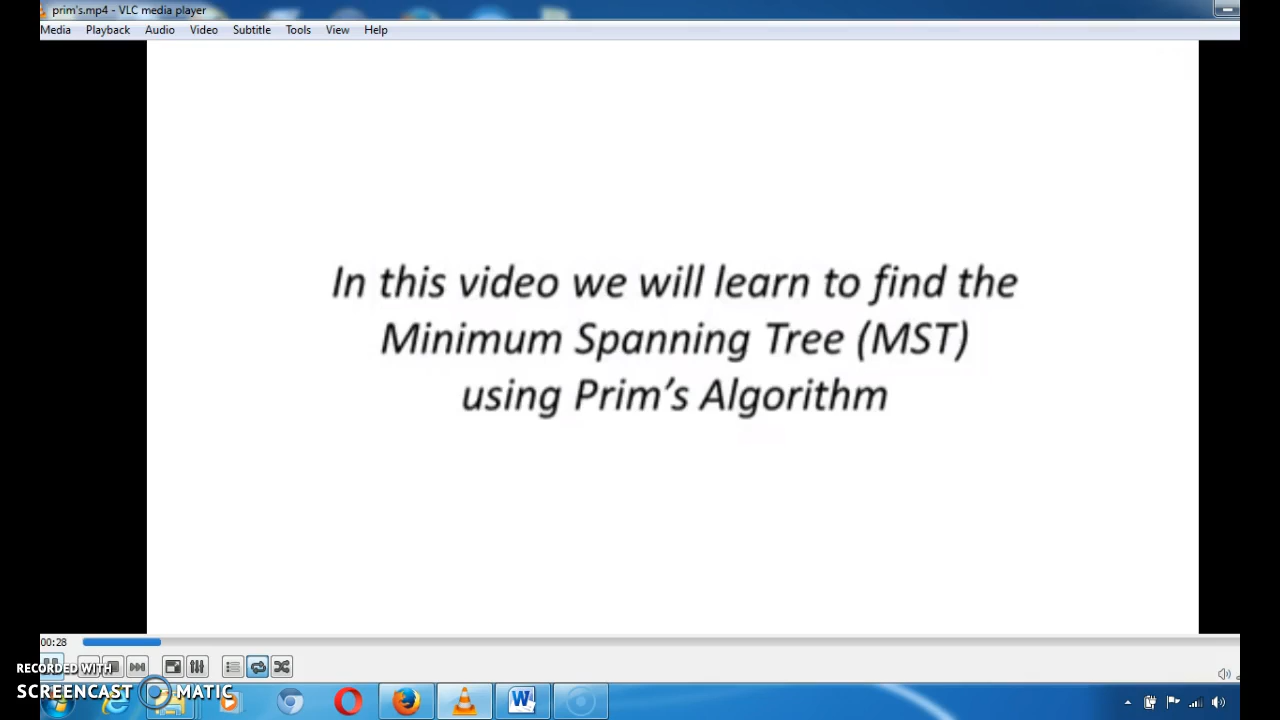 prim's.mp4 - VLC media player
Media Playback Audio Video Subtitle Tools View Help
In this video we will learn to find the
Minimum Spanning Tree (MST)
using Prim's Algorithm
00:28
RECORDED WITH
SCREENCAST MATIC